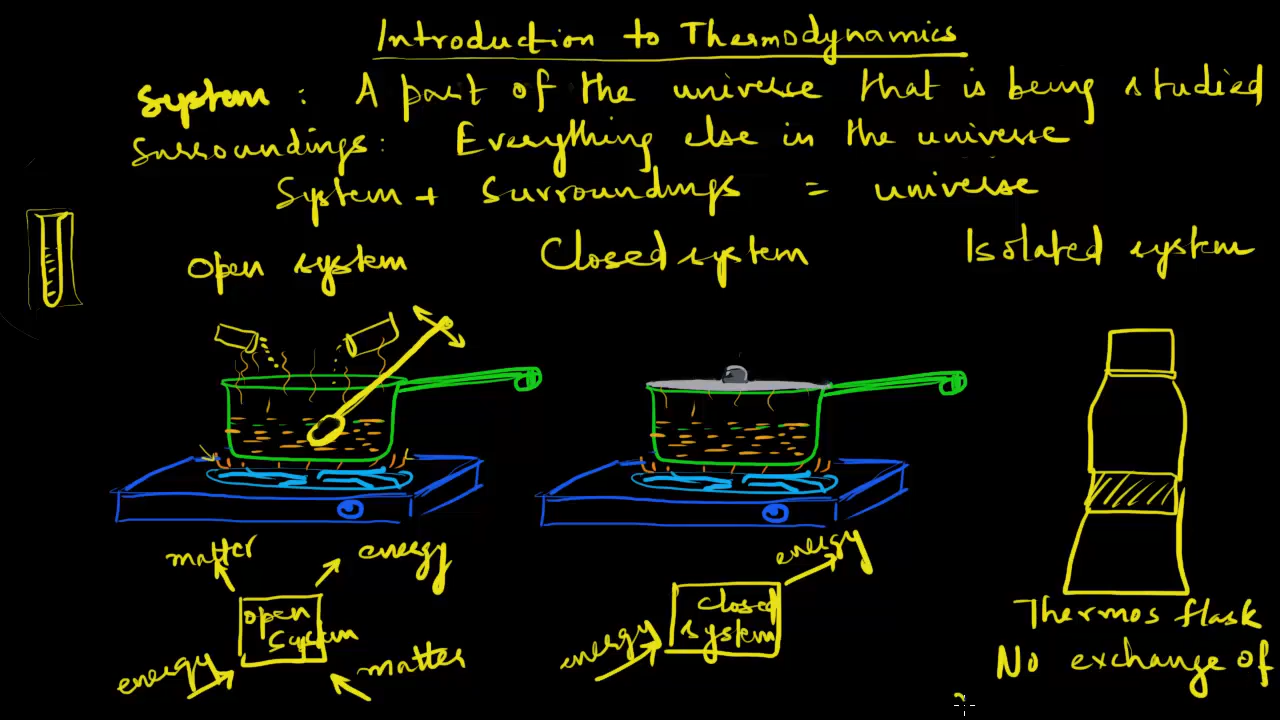 Introduction to Thermodynamics
System: A part of the universe that is being studied
Surroundings: Everything else in the universe
System + Surroundings = universe
Open system
Closed system
Isolated system
matter
energy
open system
energy
matter
energy
closed system
energy
Thermos flask
No exchange of